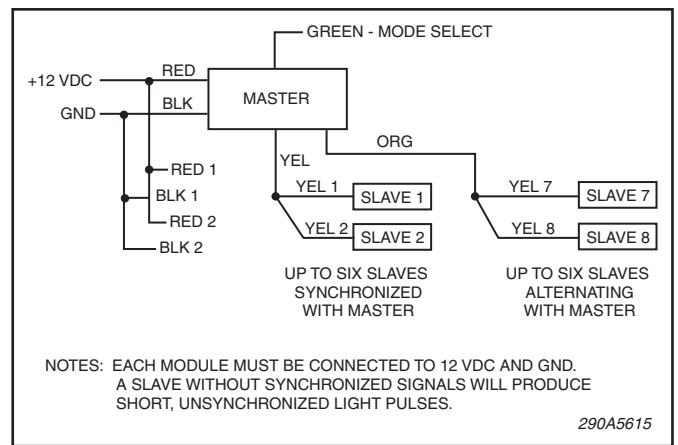 GREEN - MODE SELECT
+12 VDC
RED
GND
BLK
MASTER
ORG
YEL
RED 1
BLK 1
RED 2
BLK 2
YEL 1
SLAVE 1
YEL 2
SLAVE 2
YEL 7
SLAVE 7
YEL 8
SLAVE 8
UP TO SIX SLAVES
SYNCHRONIZED
WITH MASTER
UP TO SIX SLAVES
ALTERNATING
WITH MASTER
NOTES: EACH MODULE MUST BE CONNECTED TO 12 VDC AND GND.
A SLAVE WITHOUT SYNCHRONIZED SIGNALS WILL PRODUCE
SHORT, UNSYNCHRONIZED LIGHT PULSES.
290A5615